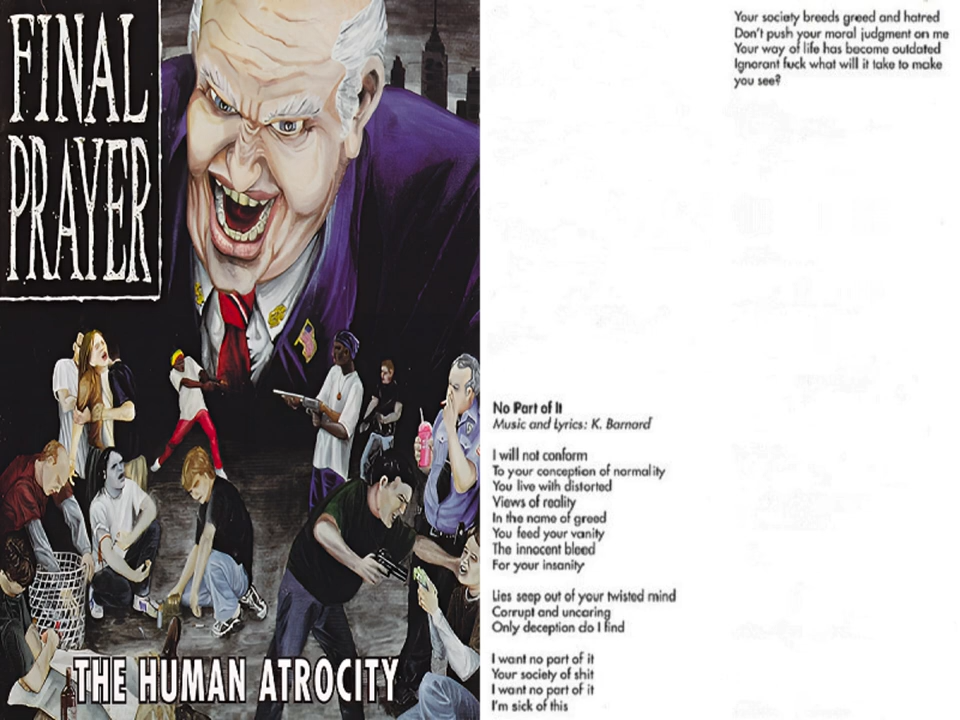 FINAL
PRAYER
THE HUMAN ATROCITY
No Part of It
Music and Lyrics: K. Barnard
I will not conform
To your conception of normality
You live with distorted
Views of reality
In the name of greed
You feed your vanity
The innocent bleed
For your insanity
Lies seep out of your twisted mind
Corrupt and uncaring
Only deception do I find
I want no part of it
Your society of shit
I want no part of it
I'm sick of this
Your society breeds greed and hatred
Don't push your moral judgment on me
Your way of life has become outdated
Ignorant fuck what will it take to make
you see?